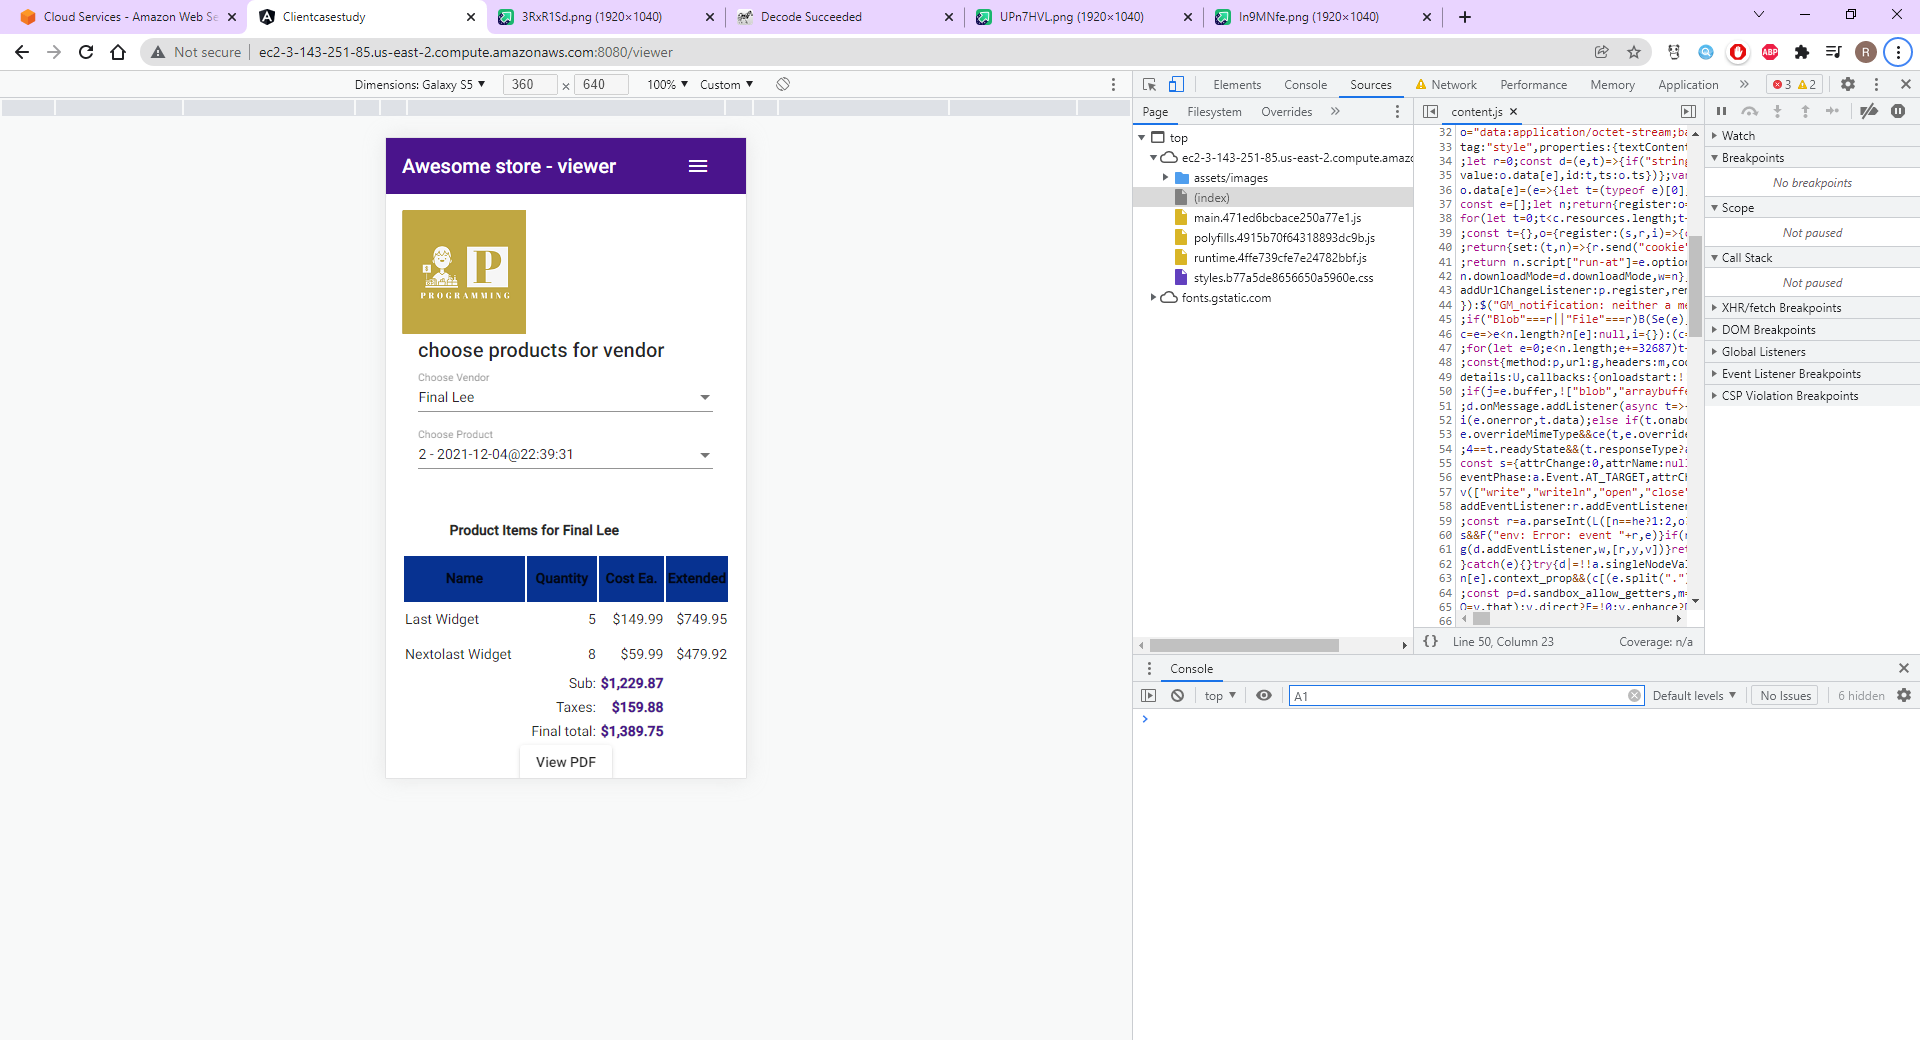 Cloud Services - Amazon Web Se
Clientcasestudy
3RxR1Sd.png (1920×1040)
Decode Succeeded
UPn7HVL.png (1920×1040)
In9MNfe.png (1920×1040)
Not secure
ec2-3-143-251-85.us-east-2.compute.amazonaws.com:8080/viewer
ABP
R
Dimensions: Galaxy S5
360 × 640
100%
Custom
Awesome store - viewer
P
PROGRAMMING
choose products for vendor
Choose Vendor
Final Lee
Choose Product
2 - 2021-12-04@22:39:31
Product Items for Final Lee
Name Quantity Cost Ea. Extended
Last Widget 5 $149.99 $749.95
Nextolast Widget 8 $59.99 $479.92
Sub: $1,229.87
Taxes: $159.88
Final total: $1,389.75
View PDF
Elements Console Sources Network Performance Memory Application » 3 2
Page Filesystem Overrides »
top
ec2-3-143-251-85.us-east-2.compute.amazo
assets/images
(index)
main.471ed6bcbace250a77e1.js
polyfills.4915b70f64318893dc9b.js
runtime.4ffe739cfe7e24782bbf.js
styles.b77a5de8656650a5960e.css
fonts.gstatic.com
content.js
32 o="data:application/octet-stream;ba
33 tag:"style",properties:{textContent
34 ;let r=0;const d=(e,t)=>{if("string
35 value:o.data[e],id:t,ts:o.ts})};var
36 o.data[e]=(e=>{let t=(typeof e)[0]
37 const e=[];let n;return{register:o=
38 for(let t=0;t<c.resources.length;t+
39 ;const t={},o={register:(s,r,i)=>{
40 ;return{set:(t,n)=>{r.send("cookie"
41 ;return n.script["run-at"]=e.option
42 n.downloadMode=d.downloadMode,w=n}
43 addUrlChangeListener:p.register,rem
44 }):$("GM_notification: neither a me
45 ;if("Blob"===r||"File"===r)B(Se(e)
46 c=e=>e<n.length?n[e]:null,i={}):(c=
47 ;for(let e=0;e<n.length;e+=32687)t
48 ;const{method:p,url:g,headers:m,coo
49 details:U,callbacks:{onloadstart:!
50 ;if(j=e.buffer,!["blob","arraybuffe
51 ;d.onMessage.addListener(async t=>
52 i(e.onerror,t.data);else if(t.onabo
53 e.overrideMimeType&&ce(t,e.override
54 ;4==t.readyState&&(t.responseType?
55 const s={attrChange:0,attrName:null
56 eventPhase:a.Event.AT_TARGET,attrCh
57 v(["write","writeln","open","close"
58 addEventListener:r.addEventListener
59 ;const r=a.parseInt(L([n==he?1:2,o
60 s&&F("env: Error: event "+r,e)}if(
61 g(d.addEventListener,w,[r,y,v])}ret
62 }catch(e){}try{d|=!!a.singleNodeVal
63 n[e].context_prop&&(c[(e.split(".")
64 ;const p=d.sandbox_allow_getters,m=
65 O=v.that);v.direct?E=!0:v.enhance?
66
{} Line 50, Column 23 Coverage: n/a
Watch
Breakpoints
No breakpoints
Scope
Not paused
Call Stack
Not paused
XHR/fetch Breakpoints
DOM Breakpoints
Global Listeners
Event Listener Breakpoints
CSP Violation Breakpoints
Console
top
A1
Default levels
No Issues
6 hidden